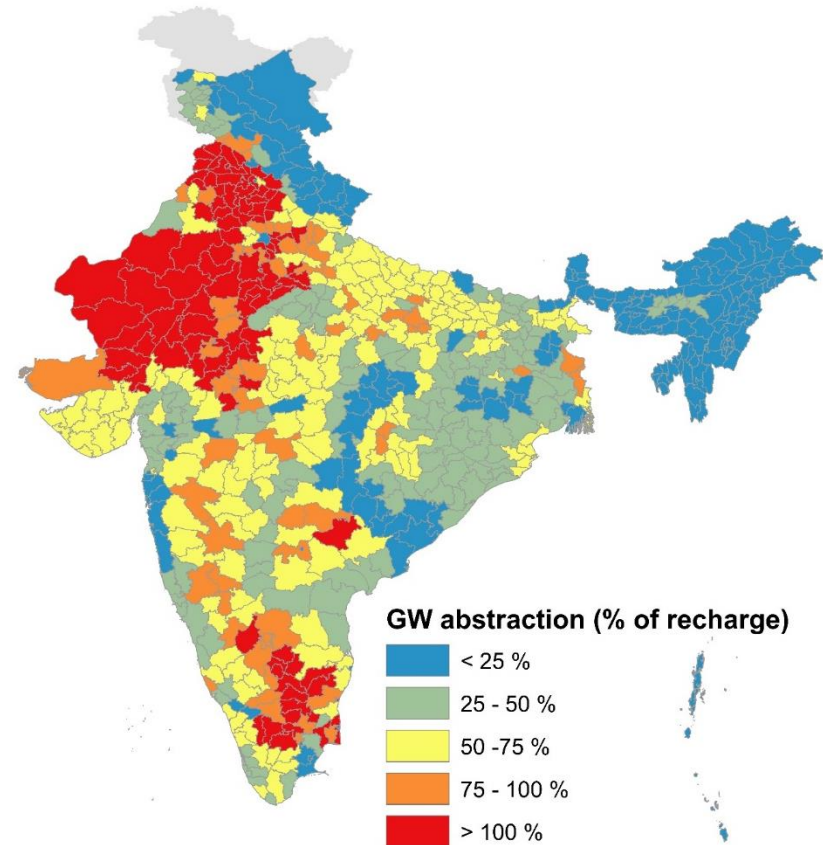 GW abstraction (% of recharge)
< 25 %
25 - 50 %
50 -75 %
75 - 100 %
> 100 %